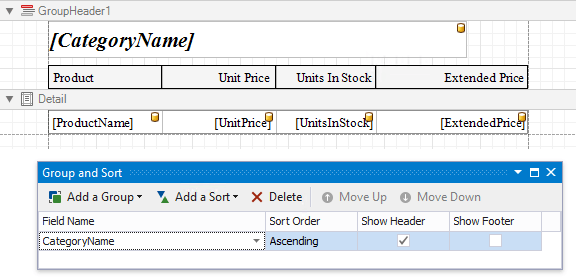 GroupHeader1
[CategoryName]
Product Unit Price Units In Stock Extended Price
Detail
[ProductName] [UnitPrice] [UnitsInStock] [ExtendedPrice]
Group and Sort
Add a Group Add a Sort Delete Move Up Move Down
Field Name Sort Order Show Header Show Footer
CategoryName Ascending